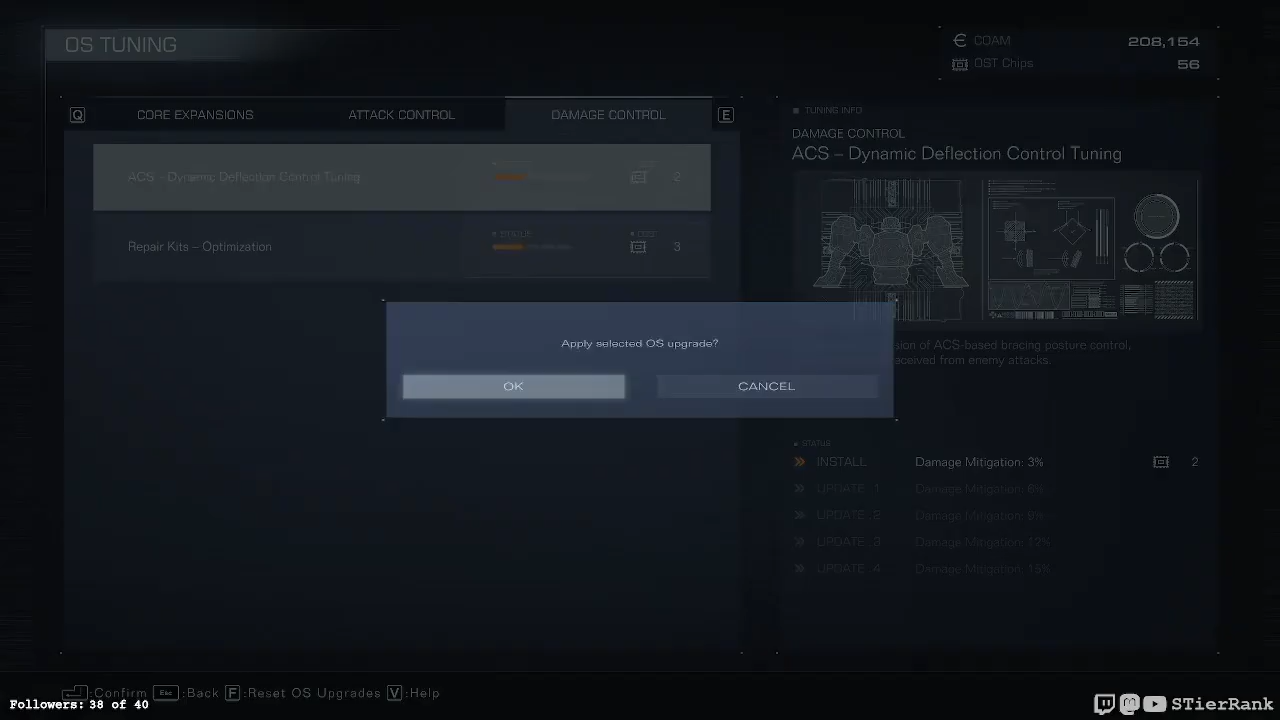 OS TUNING
COAM 208,154
OST Chips 56
Q CORE EXPANSIONS ATTACK CONTROL DAMAGE CONTROL E
TUNING INFO
DAMAGE CONTROL
ACS – Dynamic Deflection Control Tuning
ACS – Dynamic Deflection Control Tuning 2
STATUS
Repair Kits – Optimization 3
Apply selected OS upgrade?
OK CANCEL
sion of ACS-based bracing posture control,
eceived from enemy attacks.
STATUS
INSTALL Damage Mitigation: 3% 2
UPDATE .1 Damage Mitigation: 6%
UPDATE .2 Damage Mitigation: 9%
UPDATE .3 Damage Mitigation: 12%
UPDATE .4 Damage Mitigation: 15%
:Confirm Esc :Back F :Reset OS Upgrades V :Help
Followers: 38 of 40
STierRank